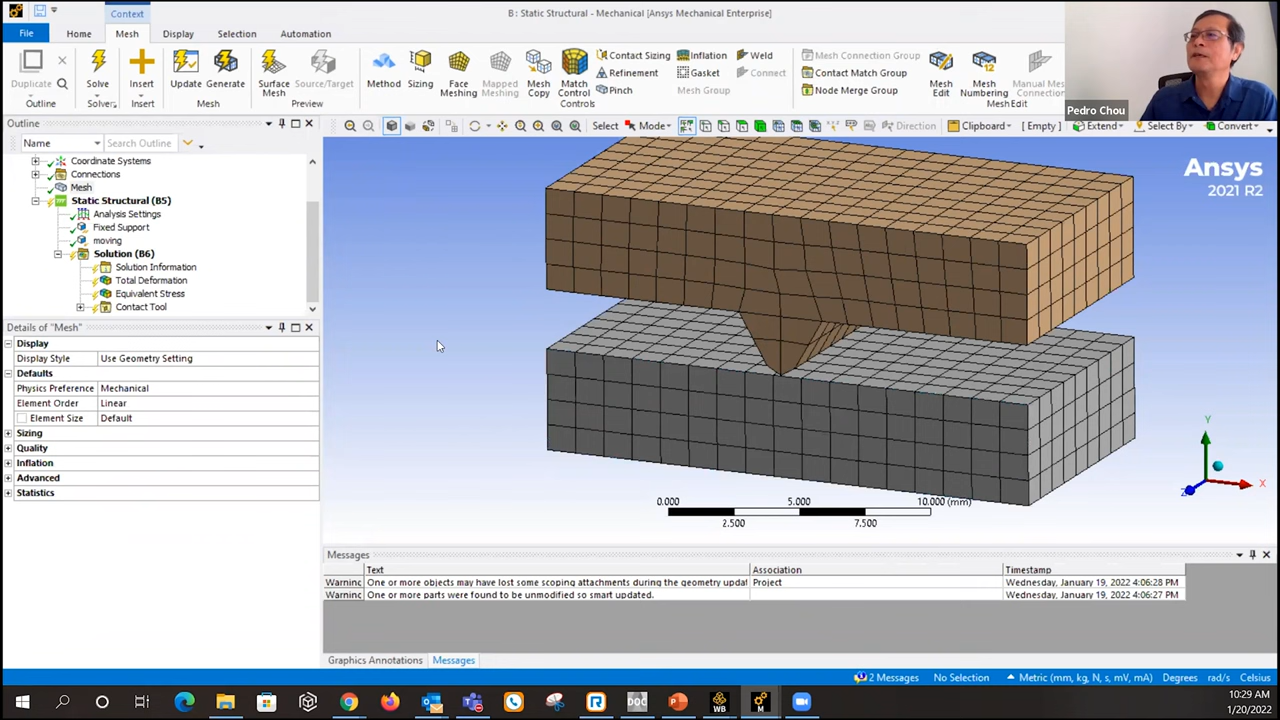 Context
B : Static Structural - Mechanical [Ansys Mechanical Enterprise]
File Home Mesh Display Selection Automation
Duplicate Solve Insert Update Generate Surface Mesh Source/Target Method Sizing Face Meshing Mapped Meshing Mesh Copy Match Control Contact Sizing Refinement Pinch Inflation Gasket Mesh Group Weld Connect Mesh Connection Group Contact Match Group Node Merge Group Mesh Edit Mesh Numbering Manual Mesh Connection
Outline Solver Insert Mesh Preview Controls Mesh Edit
Pedro Chou
Outline
Select Mode Direction Clipboard [ Empty ] Extend Select By Convert
Name Search Outline
Coordinate Systems
Connections
Mesh
Static Structural (B5)
Analysis Settings
Fixed Support
moving
Solution (B6)
Solution Information
Total Deformation
Equivalent Stress
Contact Tool
Details of "Mesh"
Display
Display Style Use Geometry Setting
Defaults
Physics Preference Mechanical
Element Order Linear
Element Size Default
Sizing
Quality
Inflation
Advanced
Statistics
Ansys
2021 R2
Y
X
Z
0.000 5.000 10.000 (mm)
2.500 7.500
Messages
Text Association Timestamp
Warninc One or more objects may have lost some scoping attachments during the geometry updat Project Wednesday, January 19, 2022 4:06:28 PM
Warninc One or more parts were found to be unmodified so smart updated. Wednesday, January 19, 2022 4:06:27 PM
Graphics Annotations Messages
2 Messages No Selection Metric (mm, kg, N, s, mV, mA) Degrees rad/s Celsius
DOC WB M
10:29 AM
1/20/2022